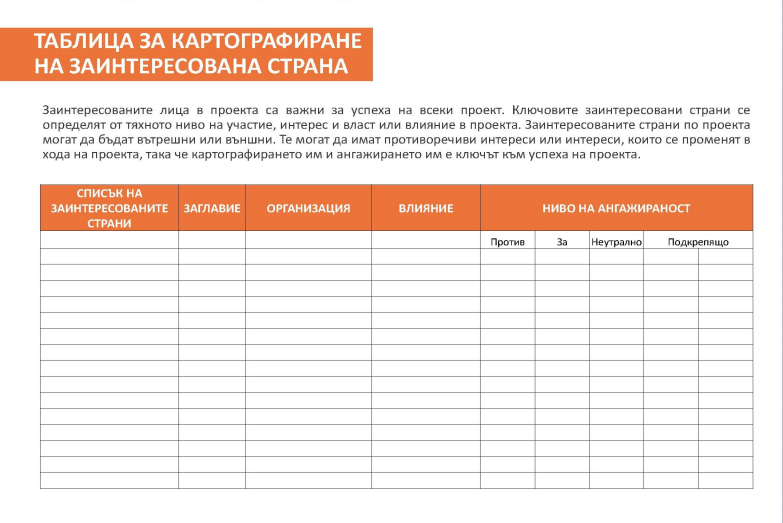 ТАБЛИЦА ЗА КАРТОГРАФИРАНЕ
НА ЗАИНТЕРЕСОВАНА СТРАНА
Заинтересованите лица в проекта са важни за успеха на всеки проект. Ключовите заинтересовани страни се
определят от тяхното ниво на участие, интерес и власт или влияние в проекта. Заинтересованите страни по проекта
могат да бъдат вътрешни или външни. Те могат да имат противоречиви интереси или интереси, които се променят в
хода на проекта, така че картографирането им и ангажирането им е ключът към успеха на проекта.
СПИСЪК НА
ЗАИНТЕРЕСОВАНИТЕ
СТРАНИ
ЗАГЛАВИЕ
ОРГАНИЗАЦИЯ
ВЛИЯНИЕ
НИВО НА АНГАЖИРАНОСТ
Против
За
Неутрално
Подкрепящо